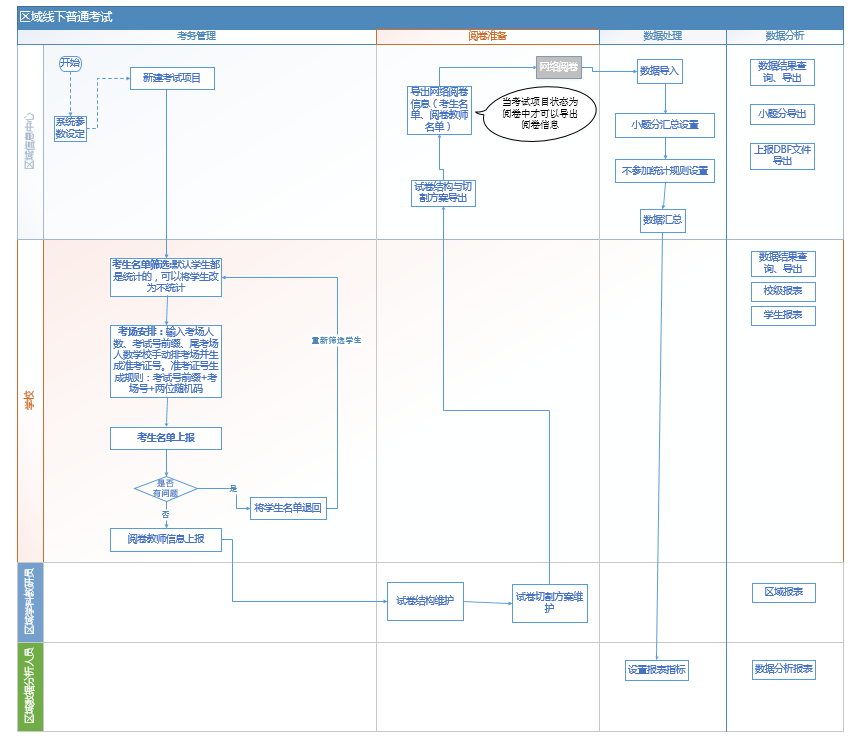 区域线下普通考试
考务管理
阅卷准备
数据处理
数据分析
开始
系统参
数设定
新建考试项目
导出网络阅卷
信息（考生名
单、阅卷教师
名单）
网络阅卷
当考试项目状态为
阅卷中才可以导出
阅卷信息
试卷结构与切
割方案导出
数据导入
小题分汇总设置
不参加统计规则设置
数据汇总
数据结果查
询、导出
小题分导出
上报DBF文件
导出
学校
考生名单筛选:默认学生都
是统计的，可以将学生改
为不统计
考场安排：输入考场人
数、考试号前缀、尾考场
人数学校手动排考场并生
成准考证号。准考证号生
成规则：考试号前缀+考
场号+两位随机码
考生名单上报
是否
有问题
是
否
将学生名单退回
重新筛选学生
阅卷教师信息上报
数据结果查
询、导出
校级报表
学生报表
试卷结构维护
试卷切割方案维
护
区域报表
区域数据分析人员
设置报表指标
数据分析报表